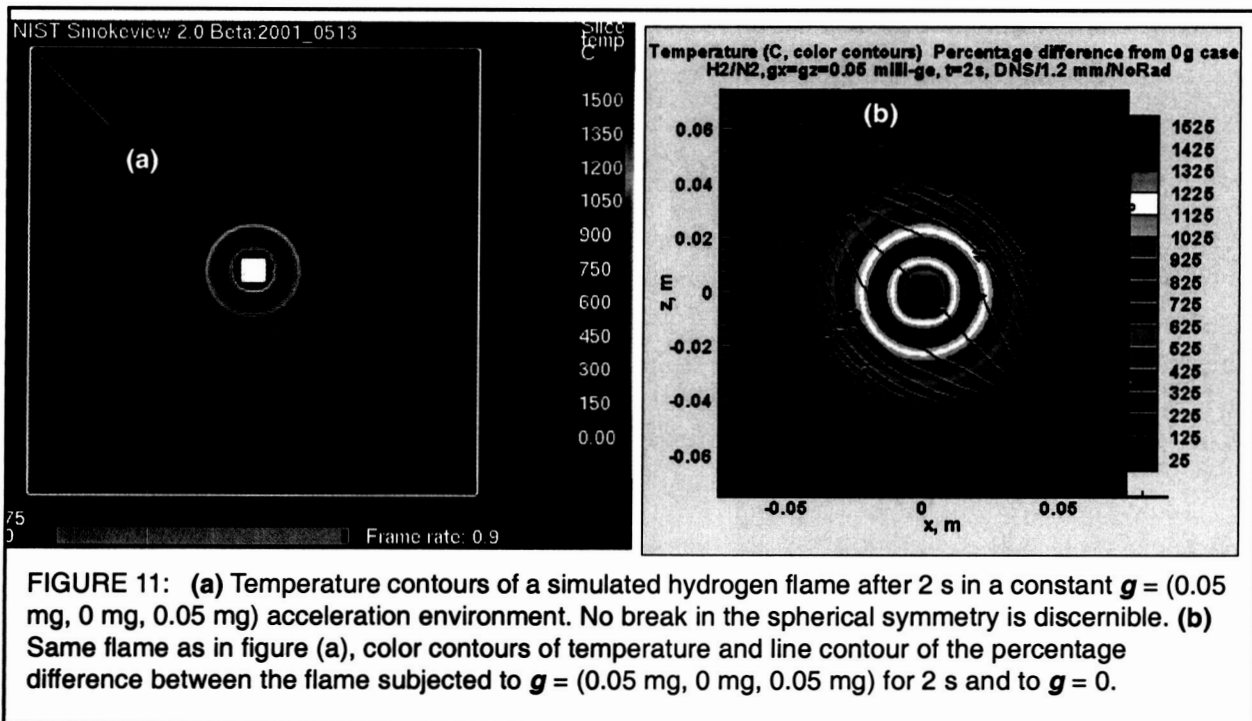 NIST Smokeview 2.0 Beta:2001_0513
Slice
temp
C
1500
1350
1200
1050
900
750
600
450
300
150
0.00
(a)
75
0
Frame rate: 0.9
Temperature (C, color contours) Percentage difference from 0g case
H2/N2,gx=gz=0.05 milli-ge, t=2s, DNS/1.2 mm/NoRad
(b)
0.06
0.04
0.02
0
-0.02
-0.04
-0.06
z, m
-0.05
0
0.05
x, m
1525
1425
1325
1225
1125
1025
925
825
725
625
525
425
325
225
125
25
FIGURE 11: (a) Temperature contours of a simulated hydrogen flame after 2 s in a constant g = (0.05
mg, 0 mg, 0.05 mg) acceleration environment. No break in the spherical symmetry is discernible. (b)
Same flame as in figure (a), color contours of temperature and line contour of the percentage
difference between the flame subjected to g = (0.05 mg, 0 mg, 0.05 mg) for 2 s and to g = 0.